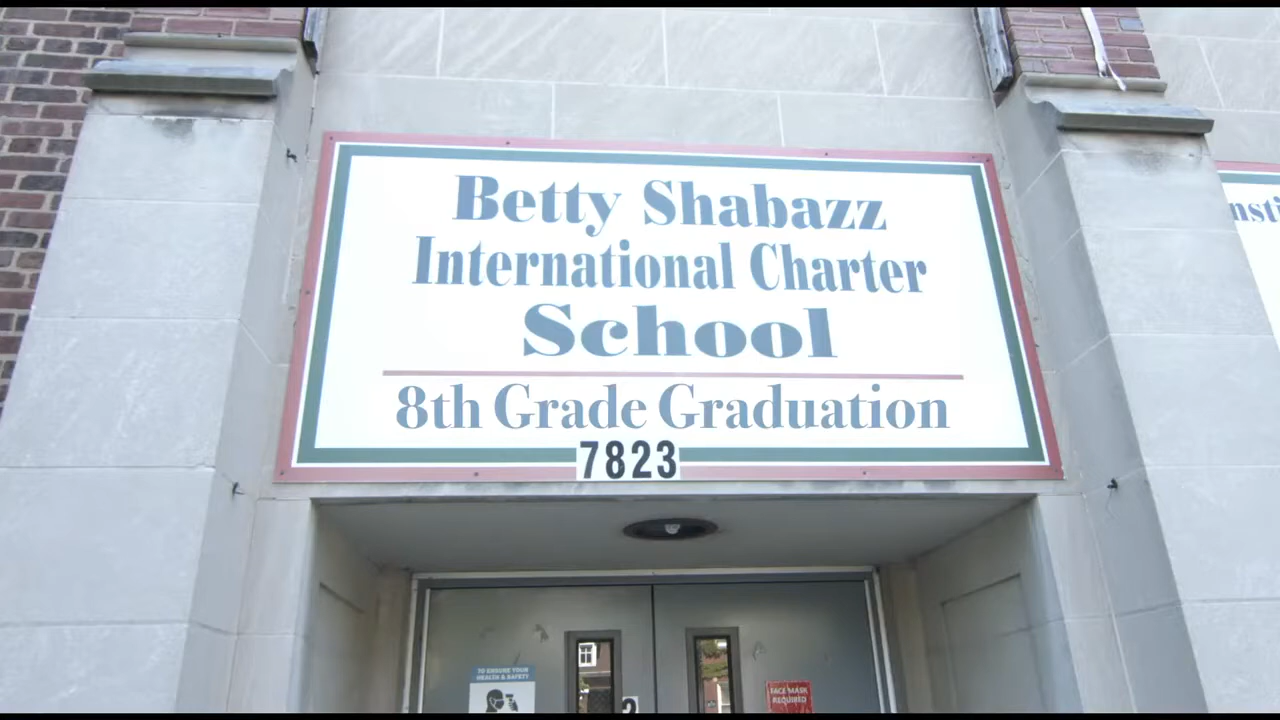 Betty Shabazz
International Charter
School
8th Grade Graduation
7823
TO ENSURE YOUR
HEALTH & SAFETY
FACE MASK
REQUIRED